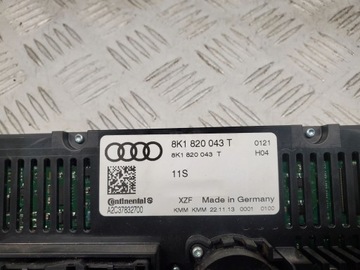 8K1 820 043 T 0121
8K1 820 043 T H04
11S
Continental
A2C37832700
XZF Made in Germany
KMM KMM 22.11.13 0001 0100